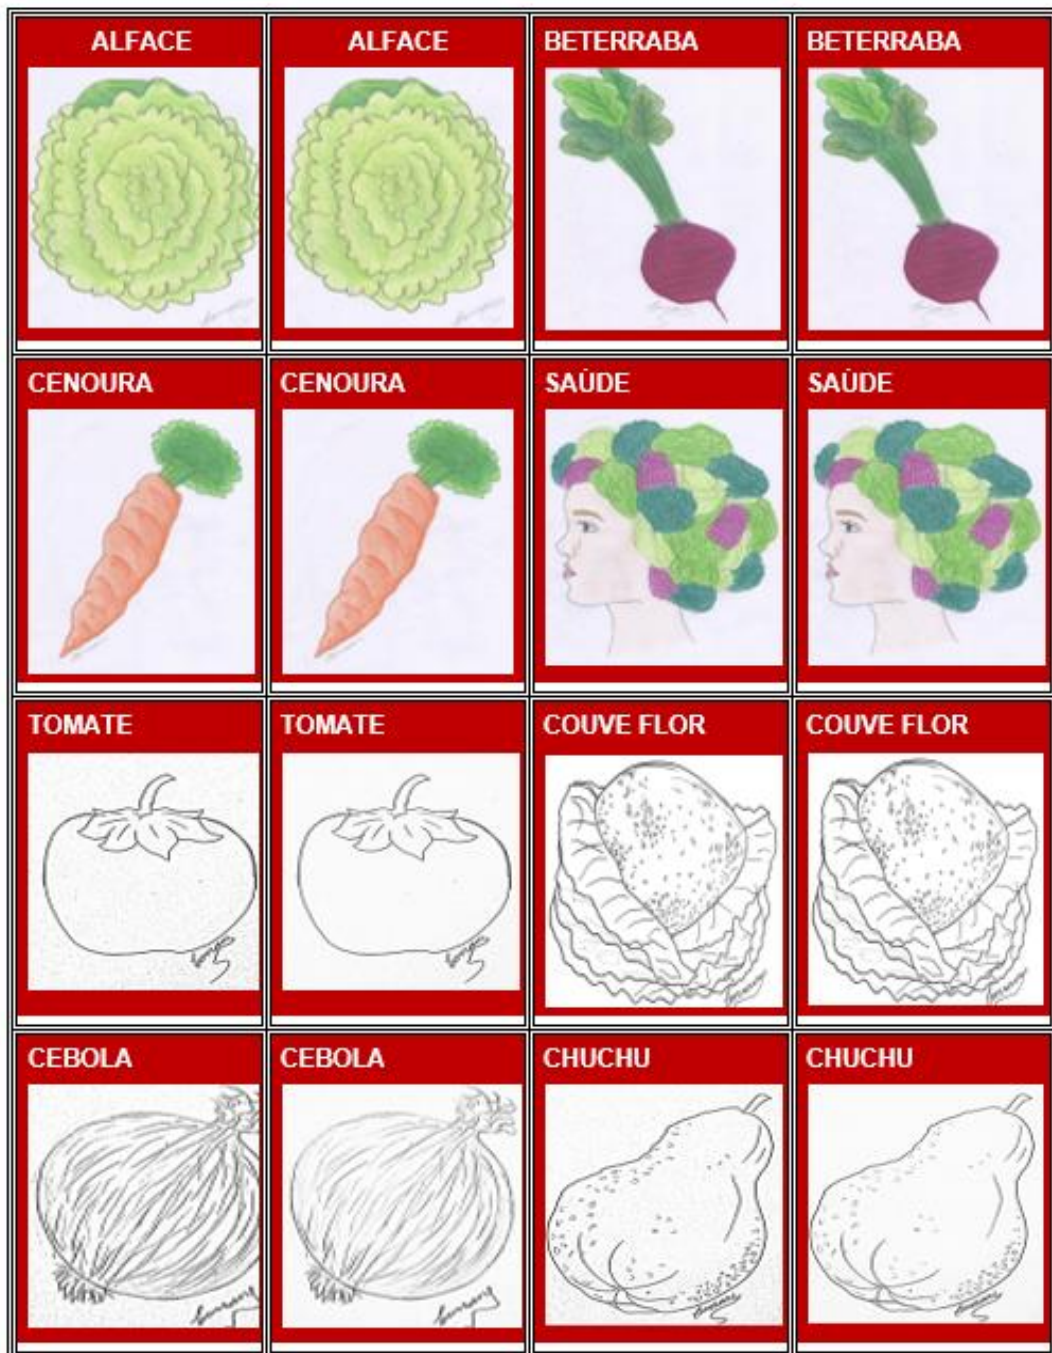 ALFACE ALFACE BETERRABA BETERRABA
CENOURA CENOURA SAÚDE SAÚDE
TOMATE TOMATE COUVE FLOR COUVE FLOR
CEBOLA CEBOLA CHUCHU CHUCHU